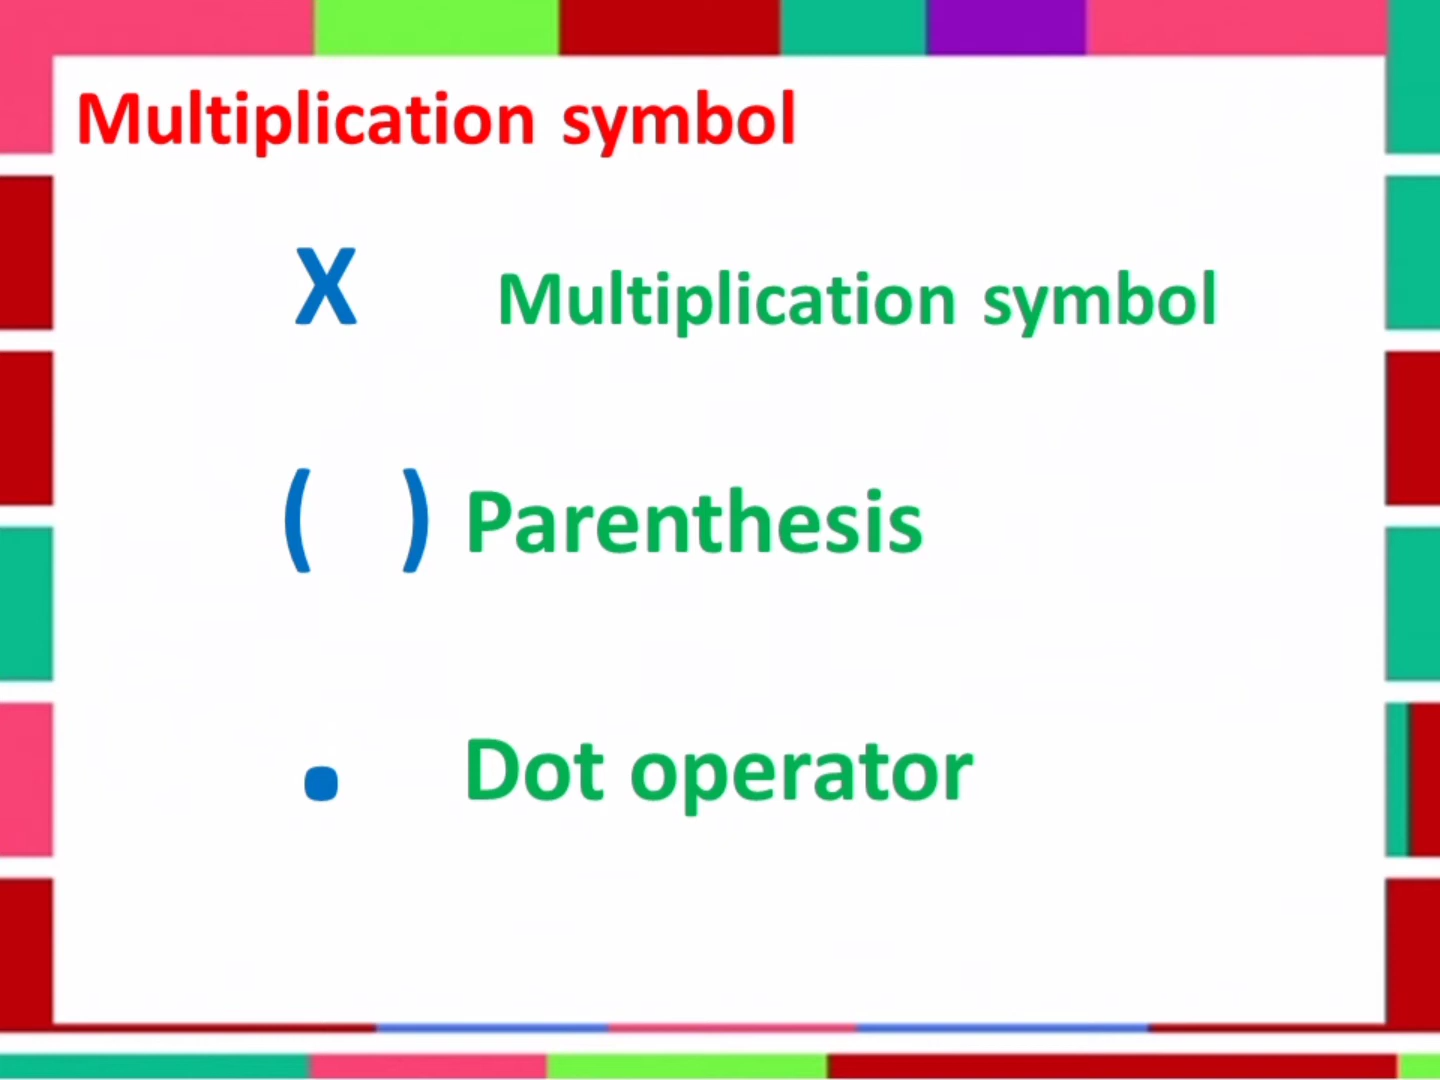 Multiplication symbol
X Multiplication symbol
( ) Parenthesis
. Dot operator